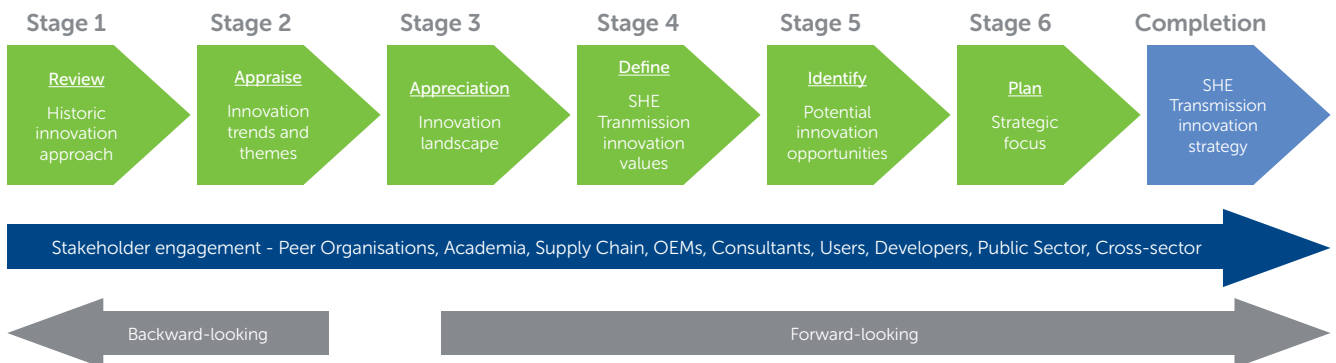 Stage 1
Stage 2
Stage 3
Stage 4
Stage 5
Stage 6
Completion
Review
Historic
innovation
approach
Appraise
Innovation
trends and
themes
Appreciation
Innovation
landscape
Define
SHE
Tranmission
innovation
values
Identify
Potential
innovation
opportunities
Plan
Strategic
focus
SHE
Transmission
innovation
strategy
Stakeholder engagement - Peer Organisations, Academia, Supply Chain, OEMs, Consultants, Users, Developers, Public Sector, Cross-sector
Backward-looking
Forward-looking